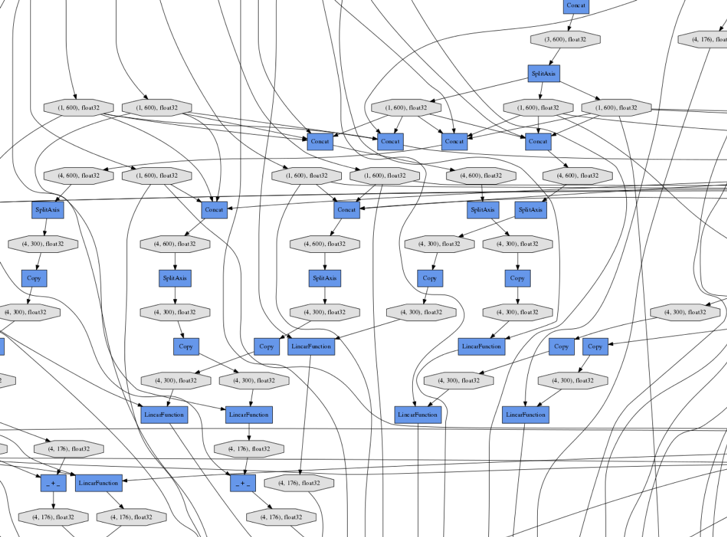 Concat
(3, 600), float32
(4, 176), float
SplitAxis
(1, 600), float32
(1, 600), float32
(1, 600), float32
(1, 600), float32
(1, 600), float32
Concat
Concat
Concat
Concat
(4, 600), float32
(1, 600), float32
(1, 600), float32
(1, 600), float32
(4, 600), float32
(4, 600), float32
SplitAxis
Concat
Concat
SplitAxis
SplitAxis
(4, 300), float32
(4, 600), float32
(4, 600), float32
(4, 300), float32
(4, 300), float32
Copy
SplitAxis
SplitAxis
Copy
Copy
(4, 300), float32
(4, 300), float32
(4, 300), float32
(4, 300), float32
(4, 300), float32
(4, 300), float32
Copy
Copy
LinearFunction
LinearFunction
Copy
Copy
(4, 300), float32
(4, 300), float32
(4, 300), float32
(4, 300), float32
LinearFunction
LinearFunction
LinearFunction
LinearFunction
(4, 176), float32
(4, 176), float32
_ + _
LinearFunction
_ + _
(4, 176), float32
(4, 176), float32
(4, 176), float32
(4, 176), float32